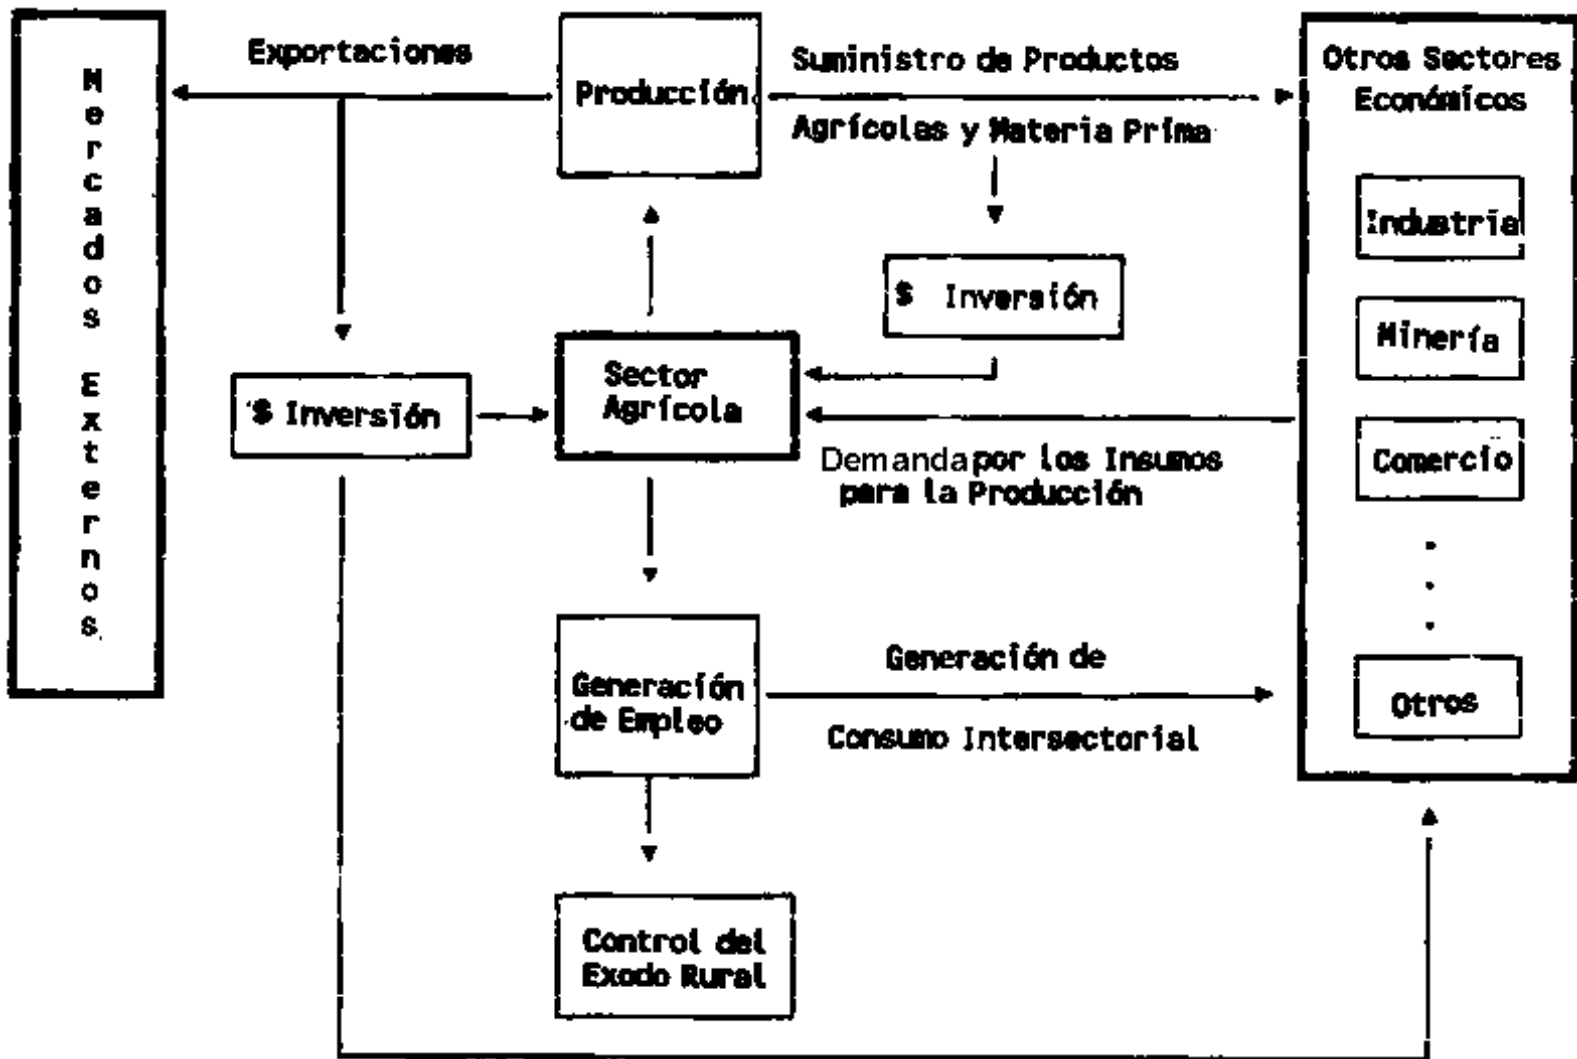 Mercados Externos
Exportaciones
Producción
Suministro de Productos
Agrícolas y Materia Prima
Otros Sectores
Económicos
Industria
$ Inversión
Minería
Sector
Agrícola
$ Inversión
Comercio
Demanda por los Insumos
para la Producción
Generación
de Empleo
Generación de
Consumo Intersectorial
Otros
Control del
Exodo Rural